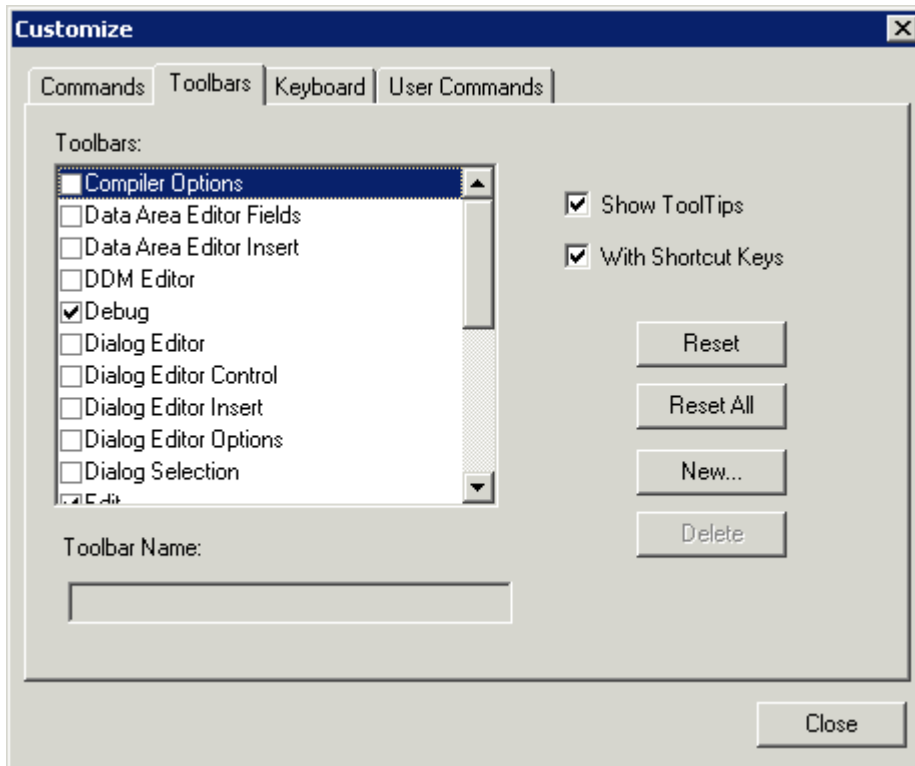 Customize
Commands Toolbars Keyboard User Commands
Toolbars:
Compiler Options
Data Area Editor Fields
Data Area Editor Insert
DDM Editor
Debug
Dialog Editor
Dialog Editor Control
Dialog Editor Insert
Dialog Editor Options
Dialog Selection
Edit
Show ToolTips
With Shortcut Keys
Reset
Reset All
New...
Delete
Toolbar Name:
Close